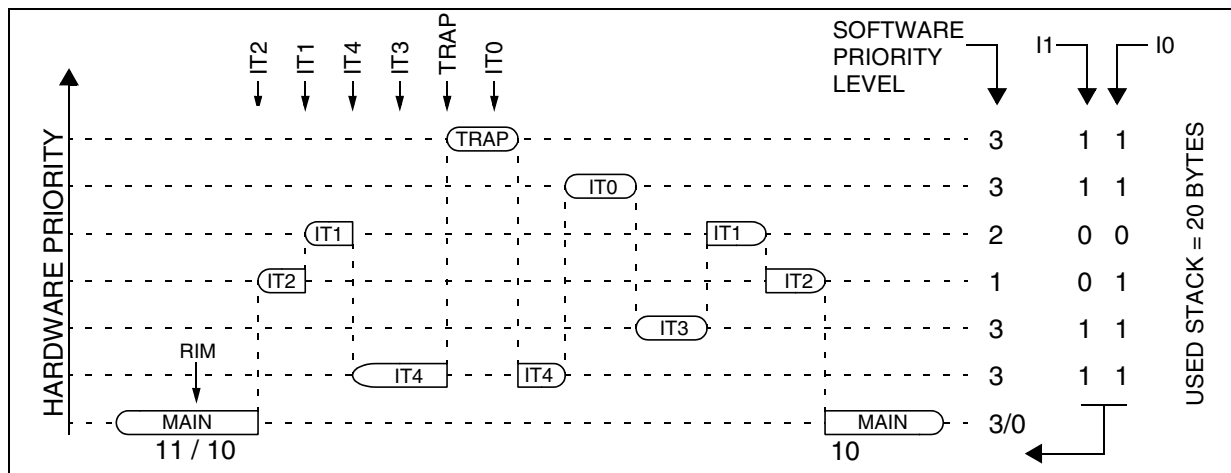 IT2
IT1
IT4
IT3
TRAP
IT0
SOFTWARE
PRIORITY
LEVEL
I1
I0
HARDWARE PRIORITY
USED STACK = 20 BYTES
TRAP
3
1 1
IT0
3
1 1
IT1
IT1
2
0 0
IT2
IT2
1
0 1
IT3
3
1 1
RIM
IT4
IT4
3
1 1
MAIN
MAIN
3/0
11 / 10
10